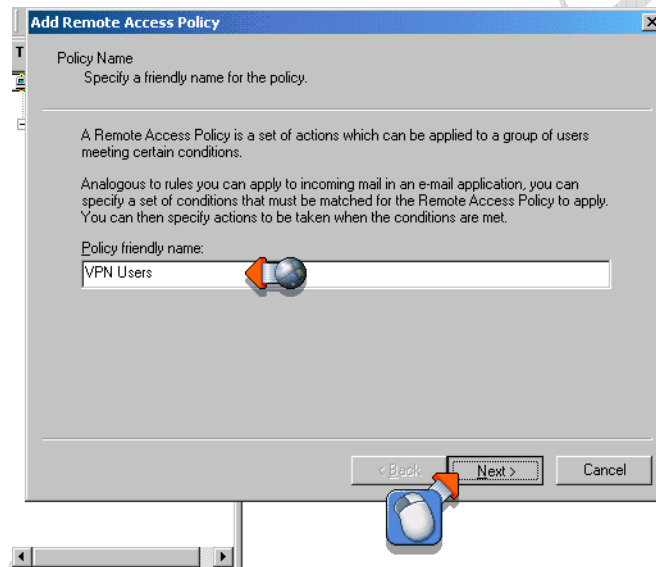 Add Remote Access Policy
T
Policy Name
Specify a friendly name for the policy.
A Remote Access Policy is a set of actions which can be applied to a group of users
meeting certain conditions.
Analogous to rules you can apply to incoming mail in an e-mail application, you can
specify a set of conditions that must be matched for the Remote Access Policy to apply.
You can then specify actions to be taken when the conditions are met.
Policy friendly name:
VPN Users
< Back
Next >
Cancel